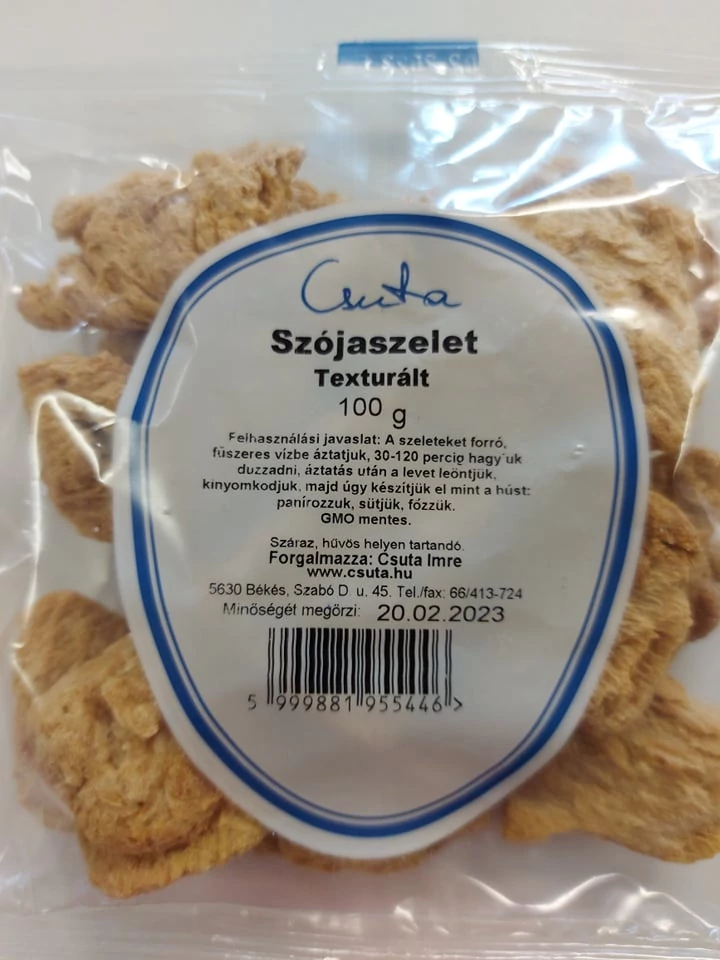 Csuta
Szójaszelet
Texturált
100 g
Felhasználási javaslat: A szeleteket forró,
fűszeres vízbe áztatjuk, 30-120 percig hagyjuk
duzzadni, áztatás után a levet leöntjük,
kinyomkodjuk, majd úgy készítjük el mint a húst:
panírozzuk, sütjük, főzzük.
GMO mentes.
Száraz, hűvös helyen tartandó.
Forgalmazza: Csuta Imre
www.csuta.hu
5630 Békés, Szabó D. u. 45. Tel./fax: 66/413-724
Minőségét megőrzi: 20.02.2023
5 999881 955446 >